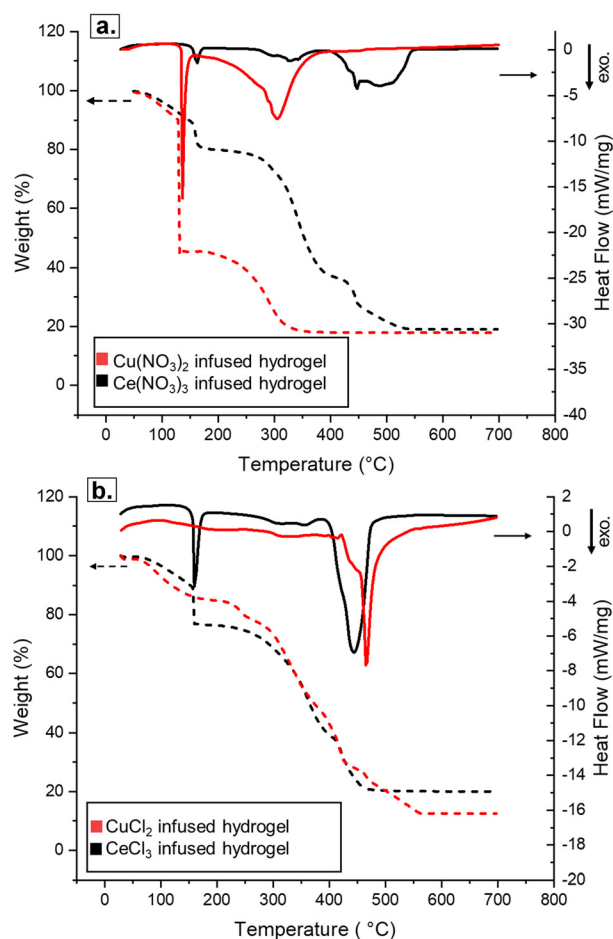 a.
120
100
80
60
40
20
0
Weight (%)
0
-5
-10
-15
-20
-25
-30
-35
-40
exo.
Heat Flow (mW/mg)
Cu(NO3)2 infused hydrogel
Ce(NO3)3 infused hydrogel
0 100 200 300 400 500 600 700 800
Temperature (°C)
b.
120
100
80
60
40
20
0
Weight (%)
2
0
-2
-4
-6
-8
-10
-12
-14
-16
-18
-20
exo.
Heat Flow (mW/mg)
CuCl2 infused hydrogel
CeCl3 infused hydrogel
0 100 200 300 400 500 600 700 800
Temperature ( °C)